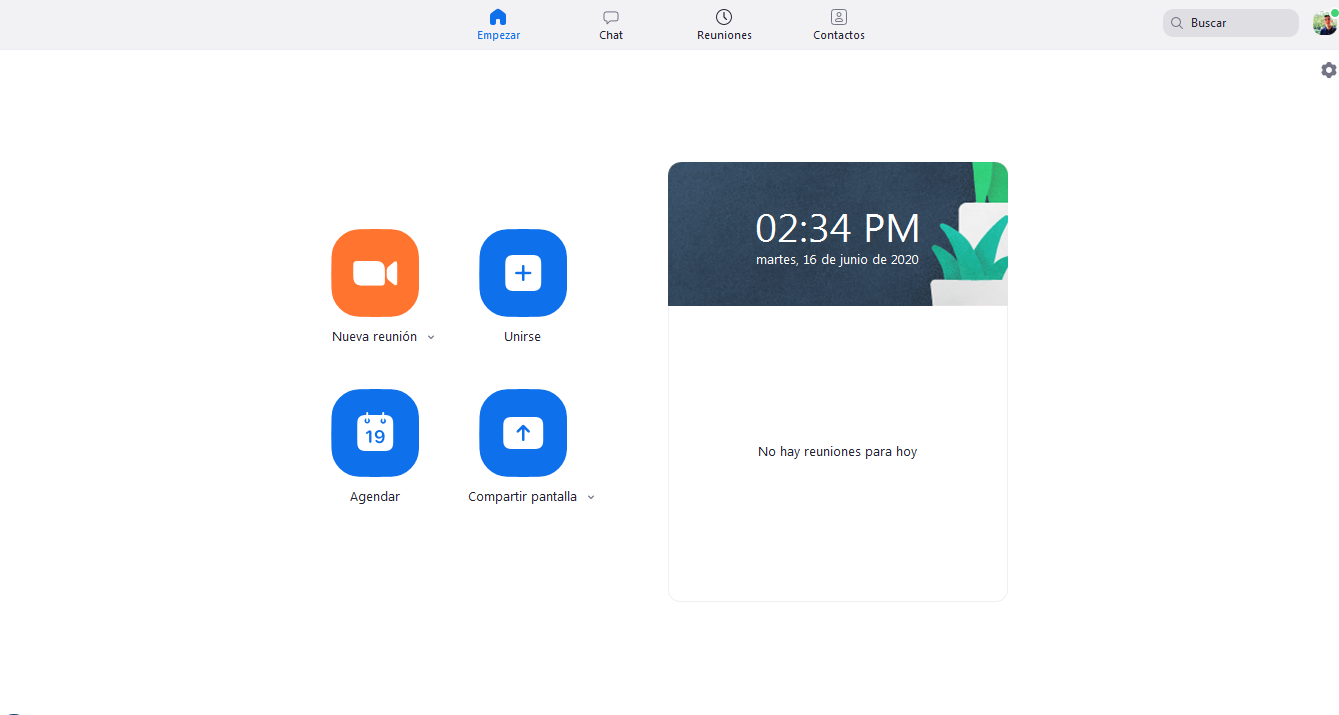 Empezar
Chat
Reuniones
Contactos
Buscar
02:34 PM
martes, 16 de junio de 2020
Nueva reunión
Unirse
19
Agendar
Compartir pantalla
No hay reuniones para hoy